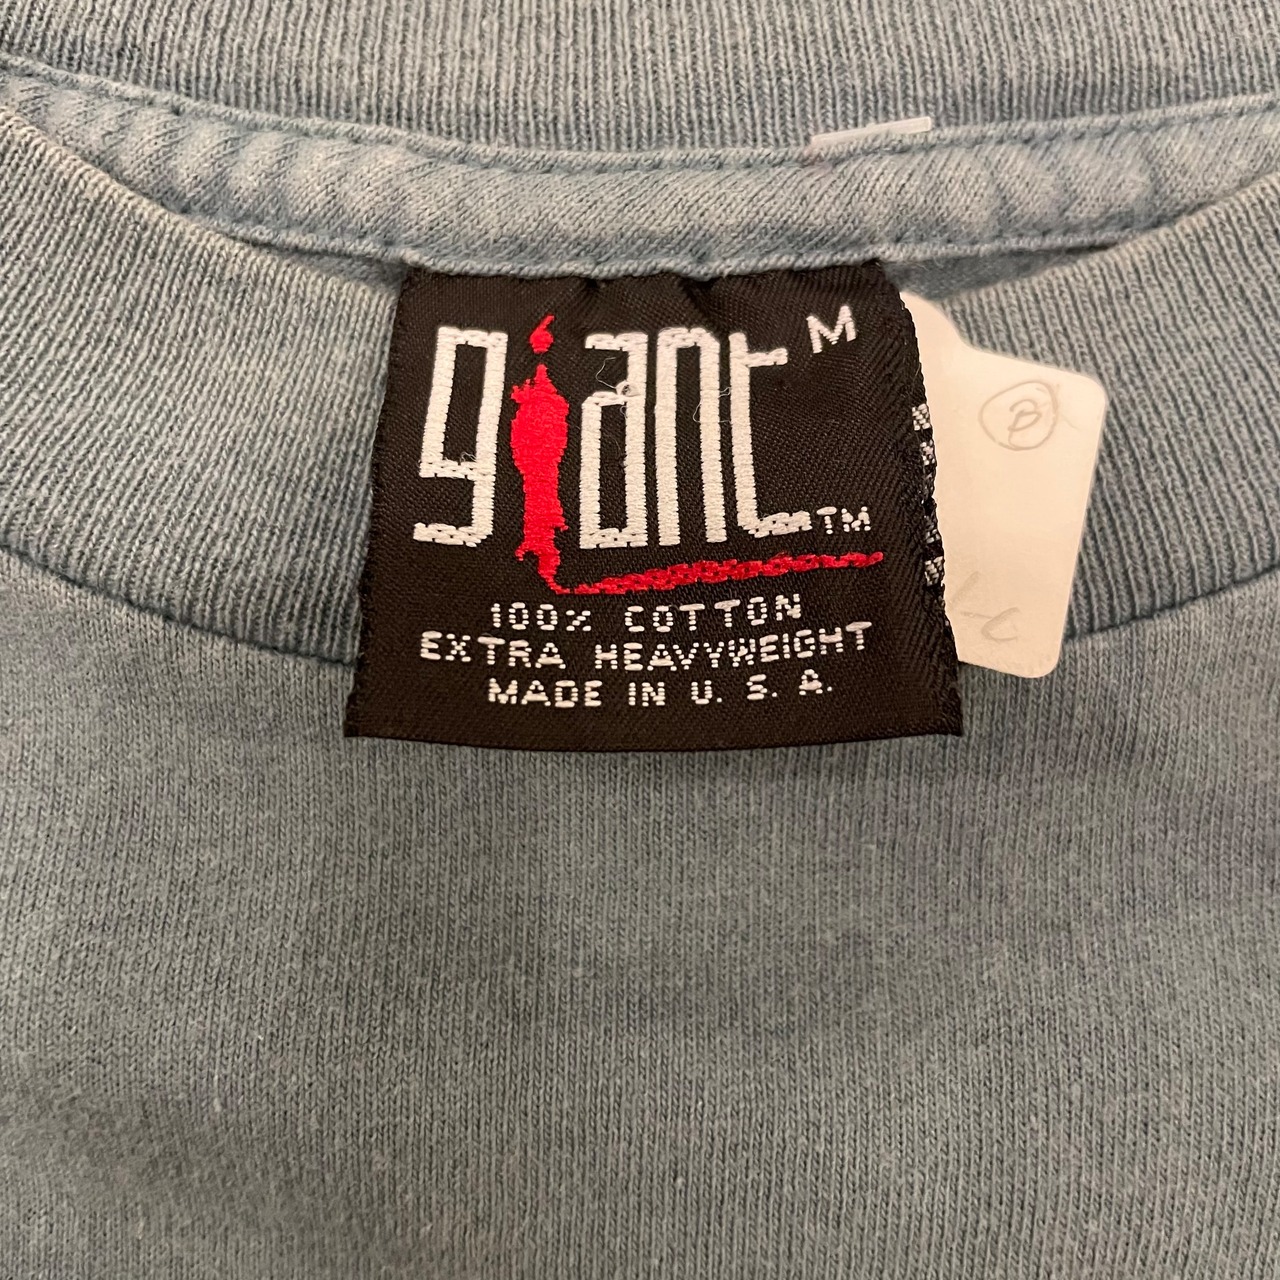 giant M
TM
100% COTTON
EXTRA HEAVYWEIGHT
MADE IN U. S. A.
B